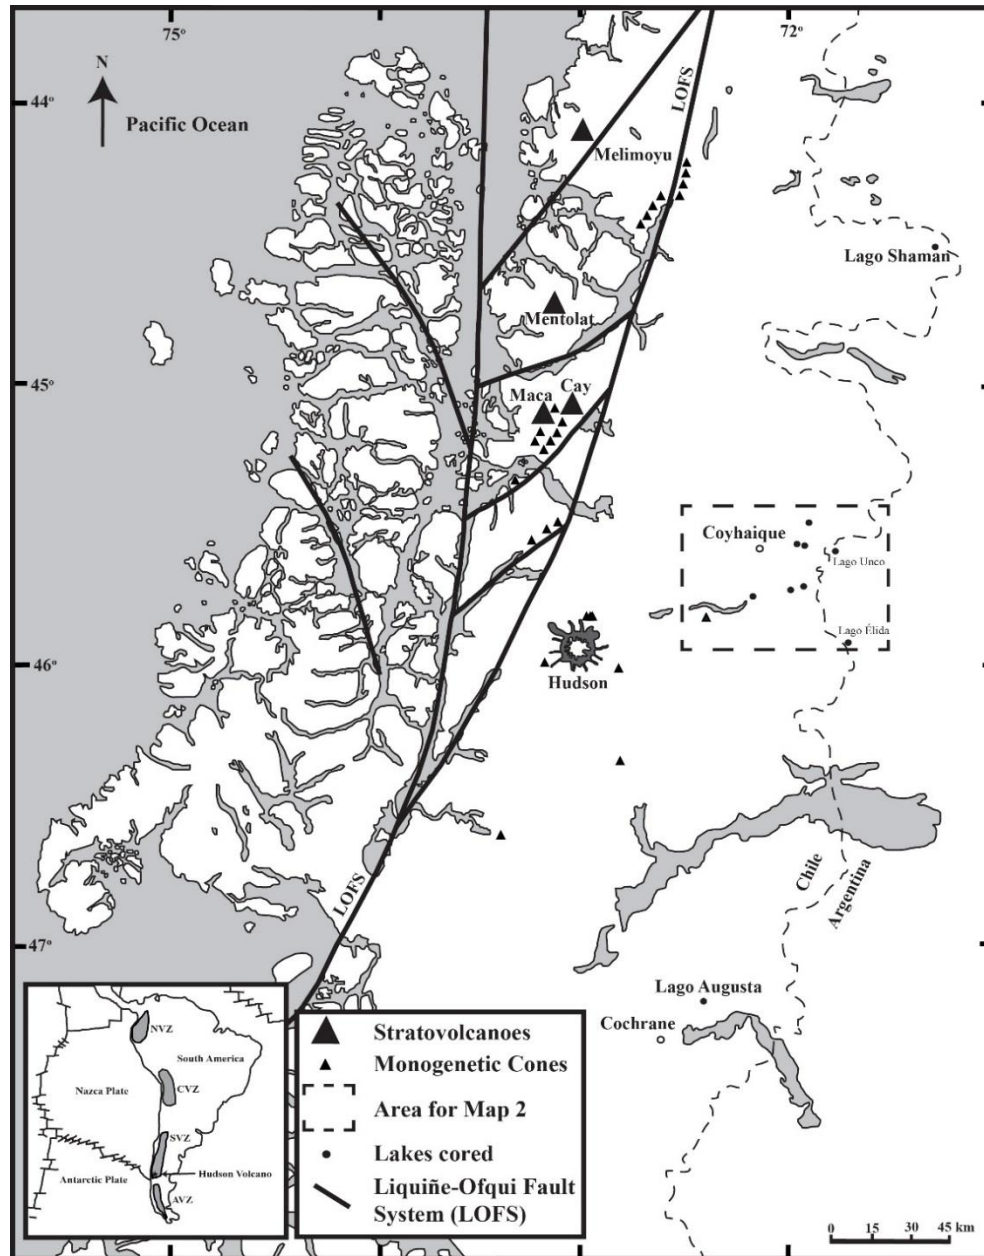 75°
72°
N
44°
Pacific Ocean
LOFS
Melimoyu
Lago Shaman
Mentolat
45°
Maca
Cay
Coyhaique
Lago Unco
Lago Élida
46°
Hudson
Chile
Argentina
LOFS
47°
Lago Augusta
Cochrane
NVZ
South America
Nazca Plate
CVZ
SVZ
Hudson Volcano
Antarctic Plate
AVZ
Stratovolcanoes
Monogenetic Cones
Area for Map 2
Lakes cored
Liquiñe-Ofqui Fault
System (LOFS)
0 15 30 45 km